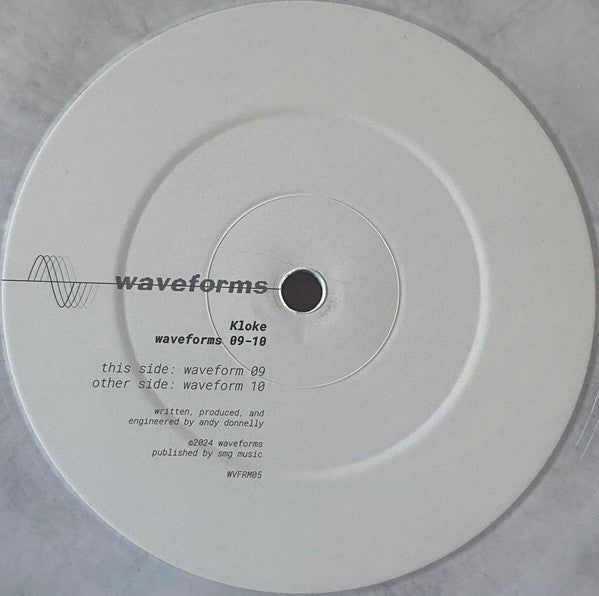 waveforms
Kloke
waveforms 09-10
this side: waveform 09
other side: waveform 10
written, produced, and
engineered by andy donnelly
©2024 waveforms
published by smg music
WVFRM05